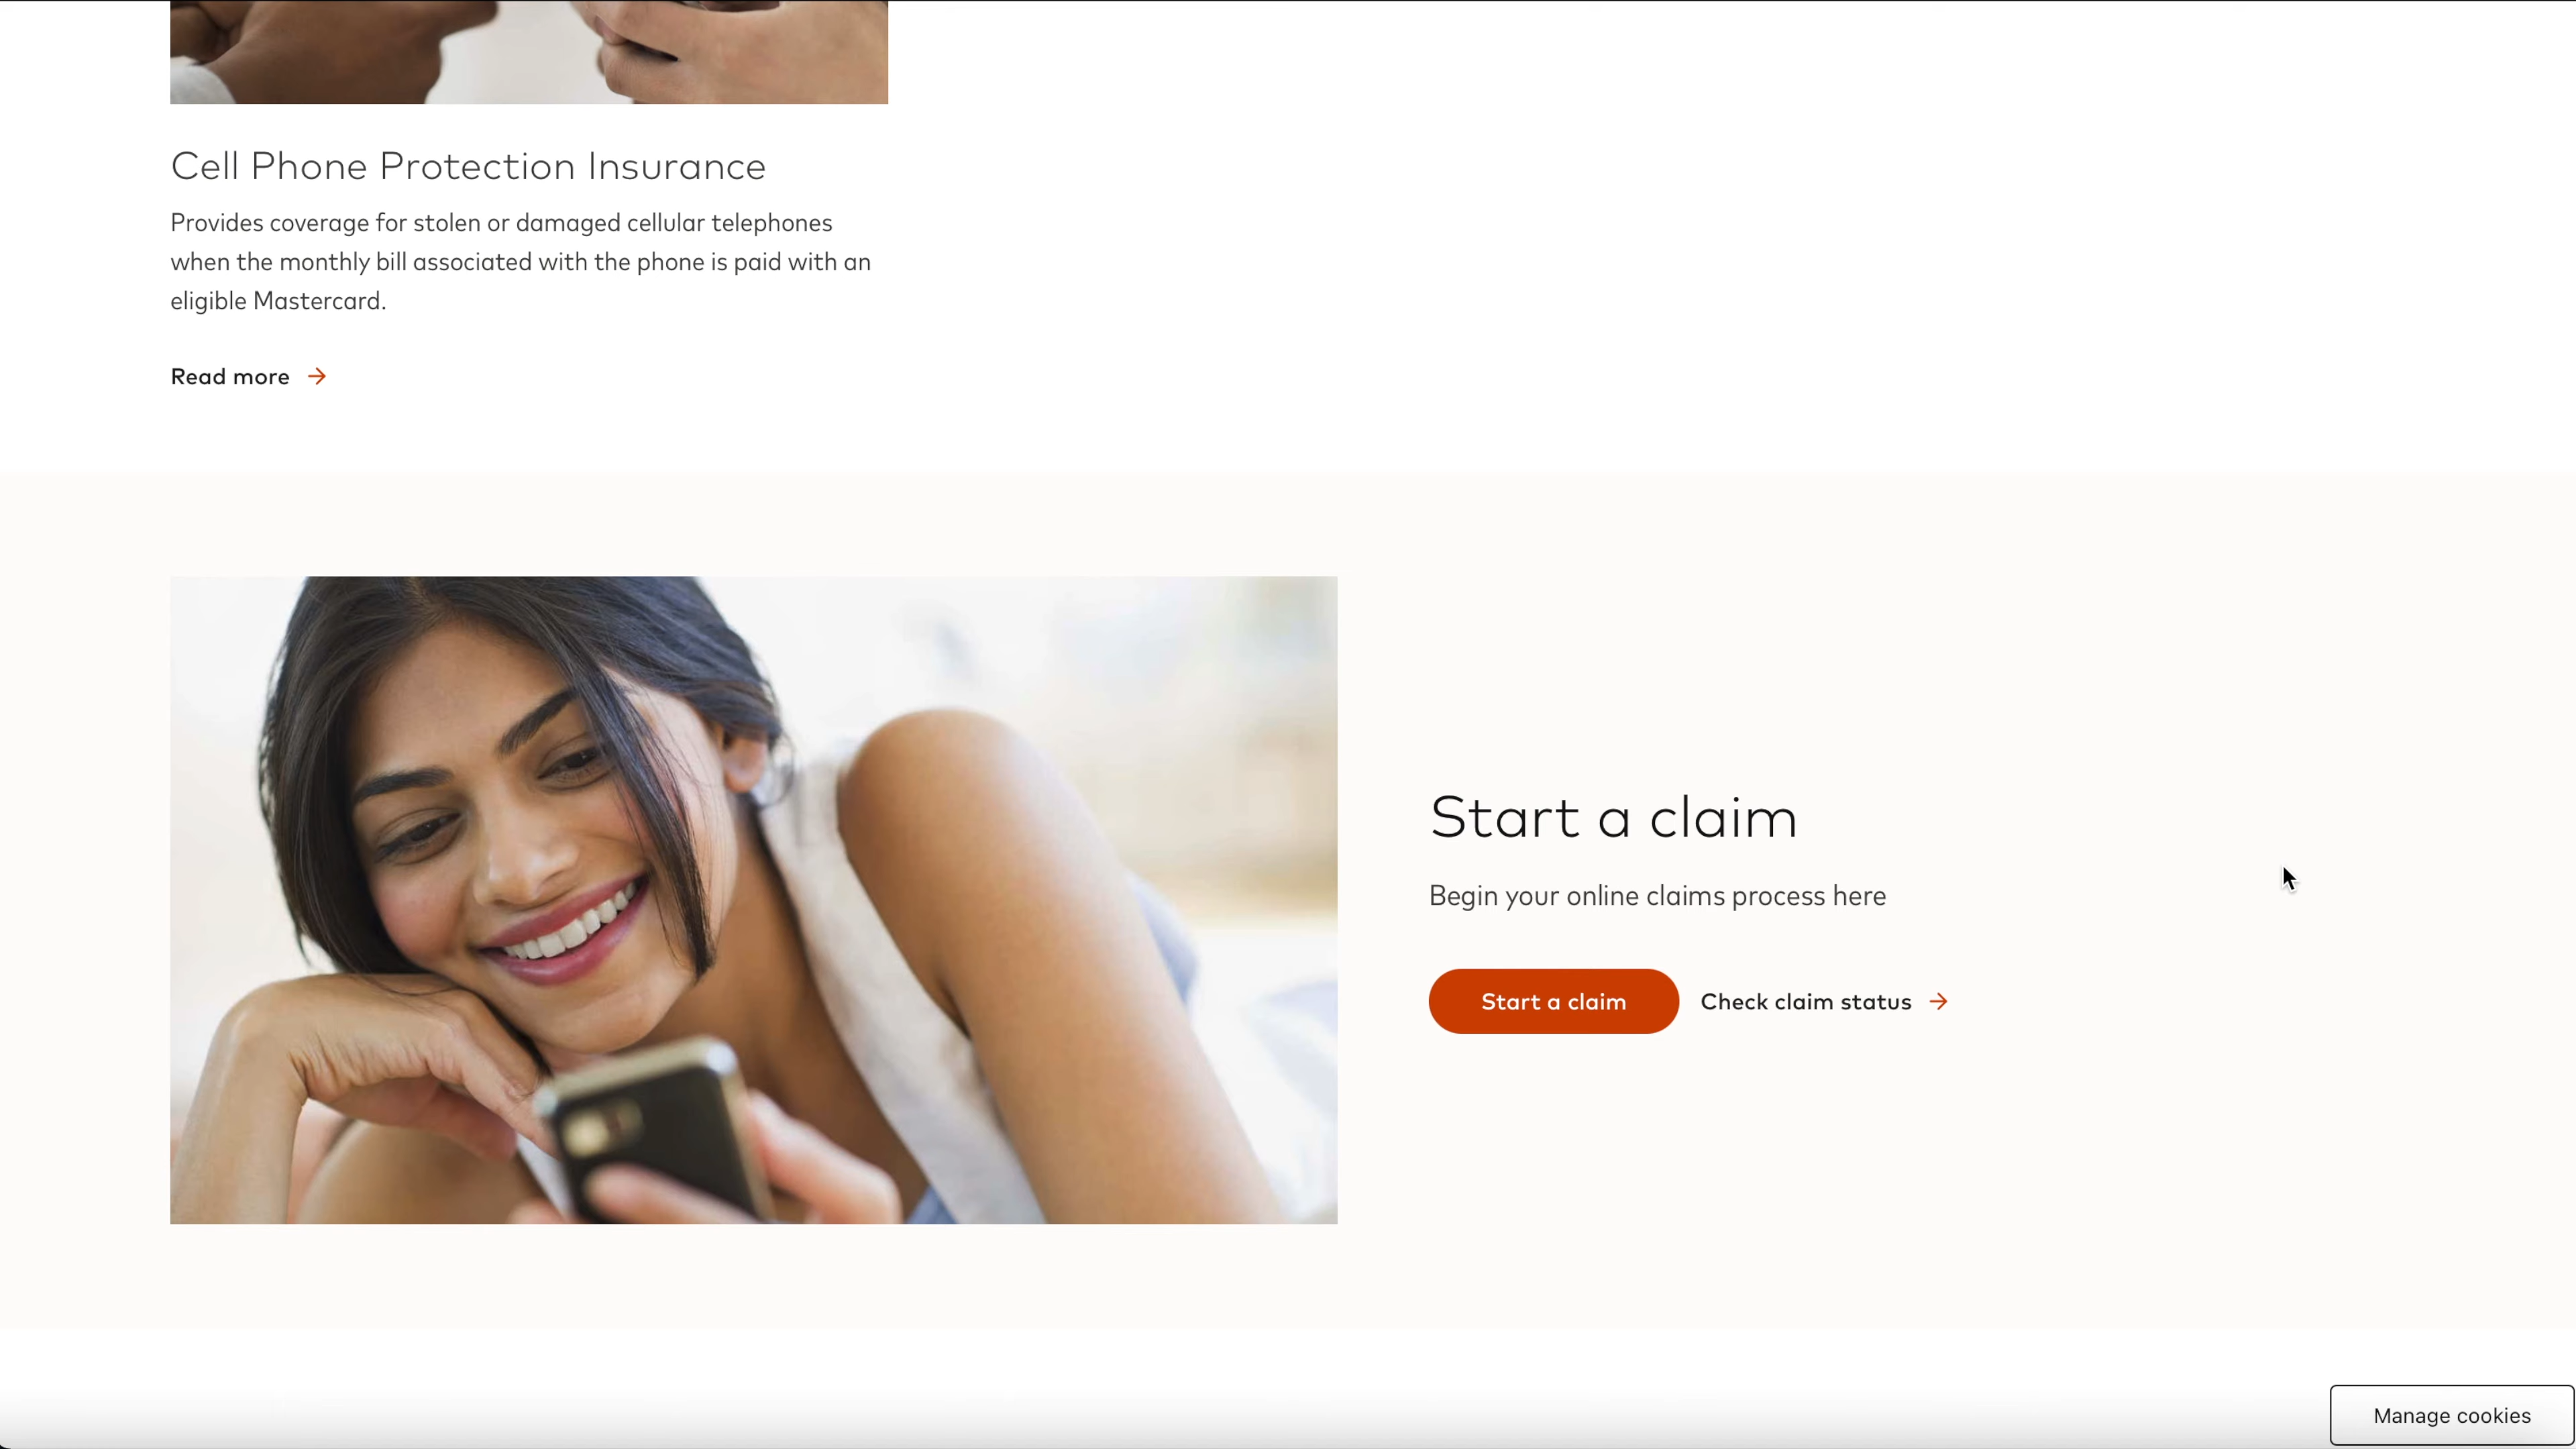 Cell Phone Protection Insurance
Provides coverage for stolen or damaged cellular telephones
when the monthly bill associated with the phone is paid with an
eligible Mastercard.
Read more
Start a claim
Begin your online claims process here
Start a claim
Check claim status
Manage cookies